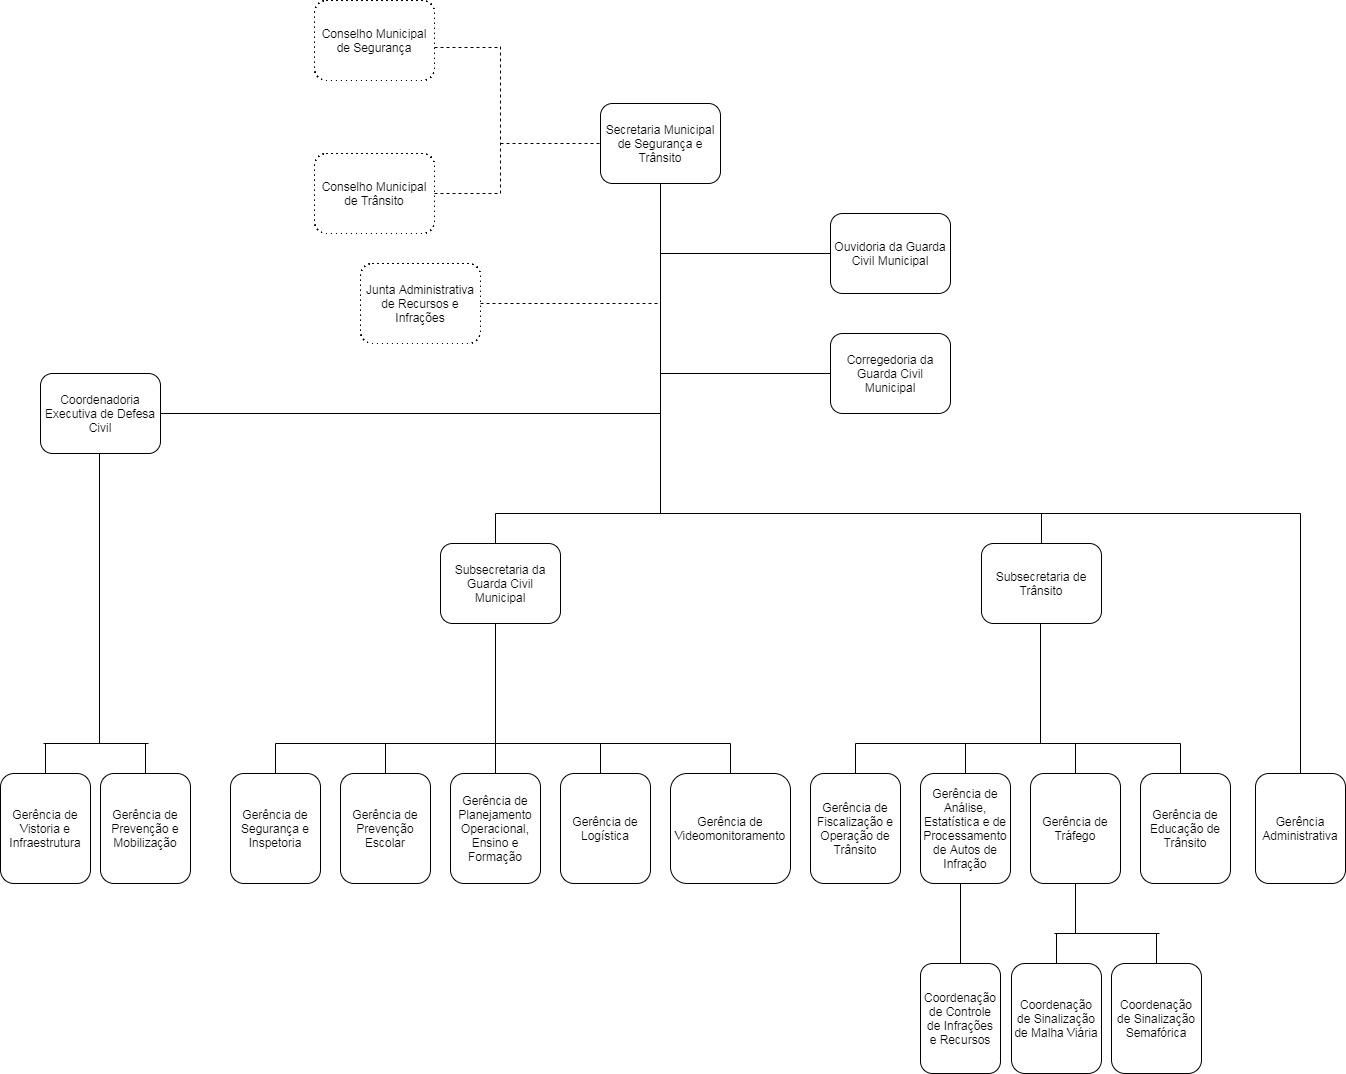 Conselho Municipal
de Segurança
Secretaria Municipal
de Segurança e
Trânsito
Conselho Municipal
de Trânsito
Ouvidoria da Guarda
Civil Municipal
Junta Administrativa
de Recursos e
Infrações
Corregedoria da
Guarda Civil
Municipal
Coordenadoria
Executiva de Defesa
Civil
Subsecretaria da
Guarda Civil
Municipal
Subsecretaria de
Trânsito
Gerência de
Vistoria e
Infraestrutura
Gerência de
Prevenção e
Mobilização
Gerência de
Segurança e
Inspetoria
Gerência de
Prevenção
Escolar
Gerência de
Planejamento
Operacional,
Ensino e
Formação
Gerência de
Logística
Gerência de
Videomonitoramento
Gerência de
Fiscalização e
Operação de
Trânsito
Gerência de
Análise,
Estatística e de
Processamento
de Autos de
Infração
Gerência de
Tráfego
Gerência de
Educação de
Trânsito
Gerência
Administrativa
Coordenação
de Controle
de Infrações
e Recursos
Coordenação
de Sinalização
de Malha Viária
Coordenação
de Sinalização
Semafórica